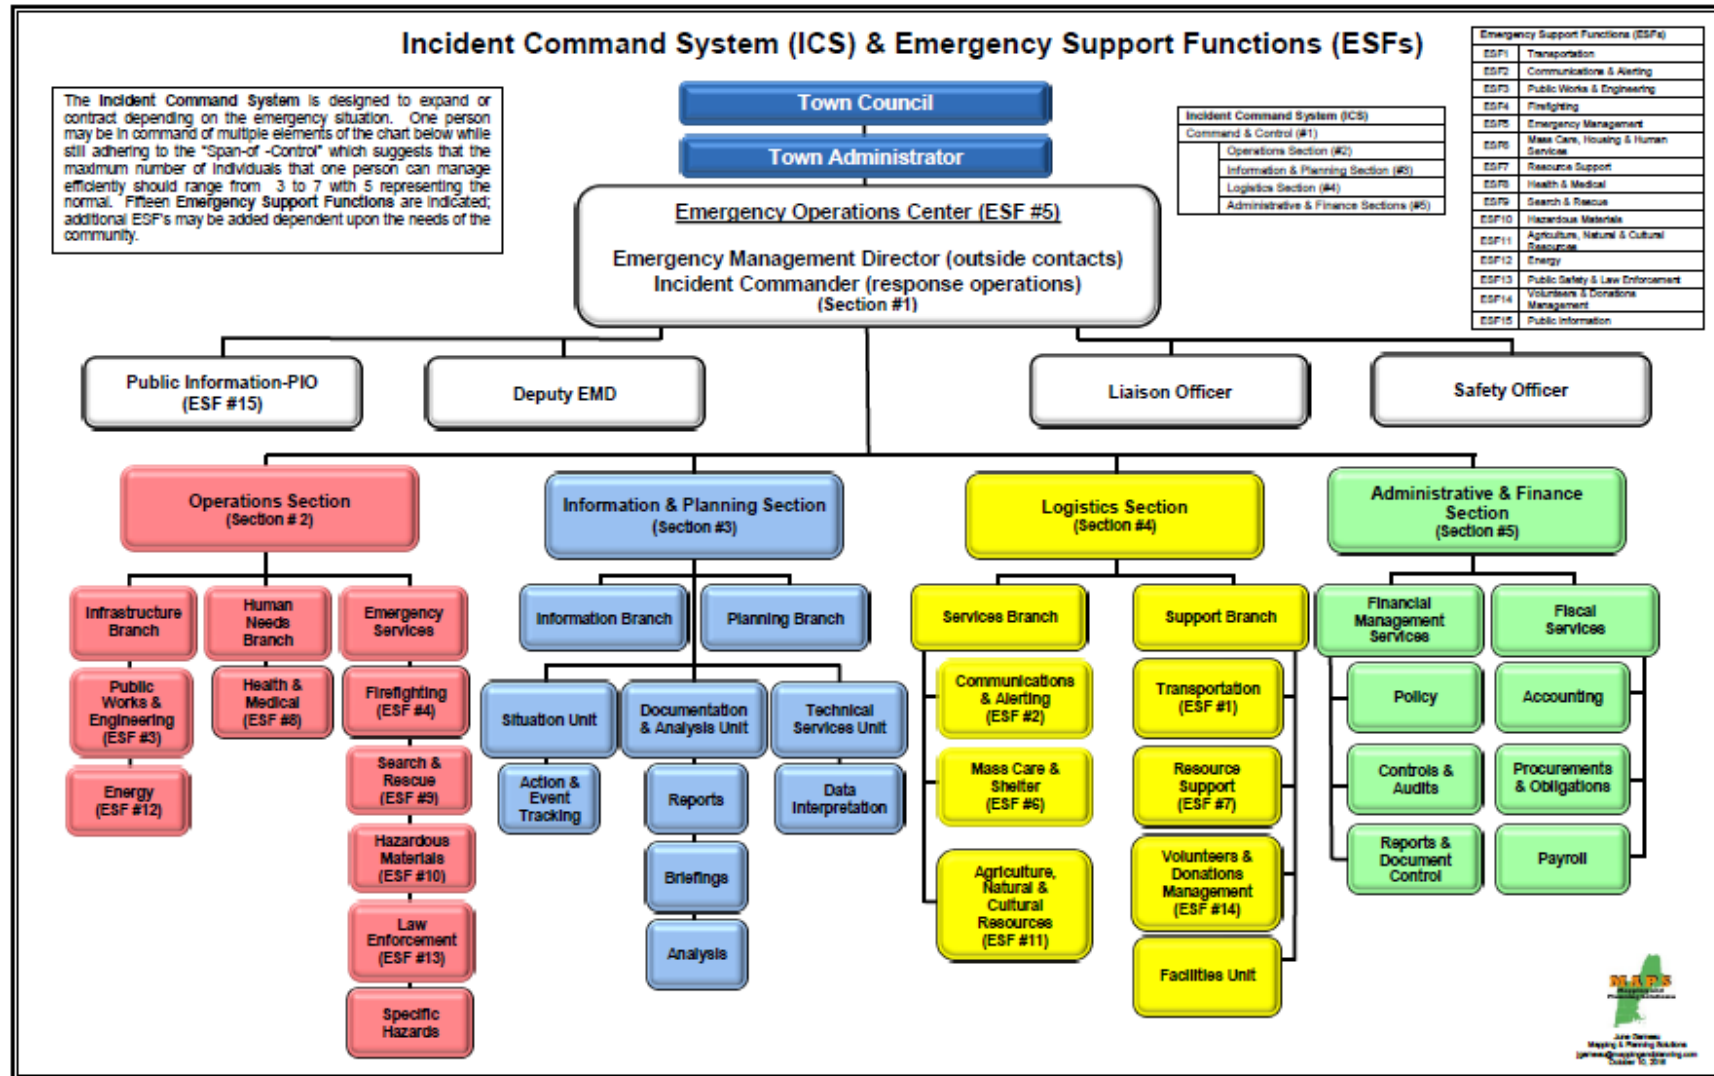 Incident Command System (ICS) & Emergency Support Functions (ESFs)
The Incident Command System is designed to expand or
contract depending on the emergency situation. One person
may be in command of multiple elements of the chart below while
still adhering to the "Span-of -Control" which suggests that the
maximum number of individuals that one person can manage
efficiently should range from 3 to 7 with 5 representing the
normal. Fifteen Emergency Support Functions are indicated;
additional ESF's may be added dependent upon the needs of the
community.
Town Council
Town Administrator
Emergency Operations Center (ESF #5)
Emergency Management Director (outside contacts)
Incident Commander (response operations)
(Section #1)
Incident Command System (ICS)
Command & Control (#1)
Operations Section (#2)
Information & Planning Section (#3)
Logistics Section (#4)
Administrative & Finance Sections (#5)
Emergency Support Functions (ESFs)
ESF1 Transportation
ESF2 Communications & Alerting
ESF3 Public Works & Engineering
ESF4 Firefighting
ESF5 Emergency Management
ESF6 Mass Care, Housing & Human
Services
ESF7 Resource Support
ESF8 Health & Medical
ESF9 Search & Rescue
ESF10 Hazardous Materials
ESF11 Agriculture, Natural & Cultural
Resources
ESF12 Energy
ESF13 Public Safety & Law Enforcement
ESF14 Volunteers & Donations
Management
ESF15 Public Information
Public Information-PIO
(ESF #15)
Deputy EMD
Liaison Officer
Safety Officer
Operations Section
(Section # 2)
Infrastructure
Branch
Human
Needs
Branch
Emergency
Services
Public
Works &
Engineering
(ESF #3)
Energy
(ESF #12)
Health &
Medical
(ESF #8)
Firefighting
(ESF #4)
Search &
Rescue
(ESF #9)
Hazardous
Materials
(ESF #10)
Law
Enforcement
(ESF #13)
Specific
Hazards
Information & Planning Section
(Section #3)
Information Branch
Planning Branch
Situation Unit
Documentation
& Analysis Unit
Technical
Services Unit
Action &
Event
Tracking
Reports
Data
Interpretation
Briefings
Analysis
Logistics Section
(Section #4)
Services Branch
Support Branch
Communications
& Alerting
(ESF #2)
Mass Care &
Shelter
(ESF #6)
Agriculture,
Natural &
Cultural
Resources
(ESF #11)
Transportation
(ESF #1)
Resource
Support
(ESF #7)
Volunteers &
Donations
Management
(ESF #14)
Facilities Unit
Administrative & Finance
Section
(Section #5)
Financial
Management
Services
Fiscal
Services
Policy
Controls &
Audits
Reports &
Document
Control
Accounting
Procurements
& Obligations
Payroll
MAPS
Mapping and
Planning Solutions
June Garneau
Mapping & Planning Solutions
jgarneau@mappingandplanning.com
October 10, 2016